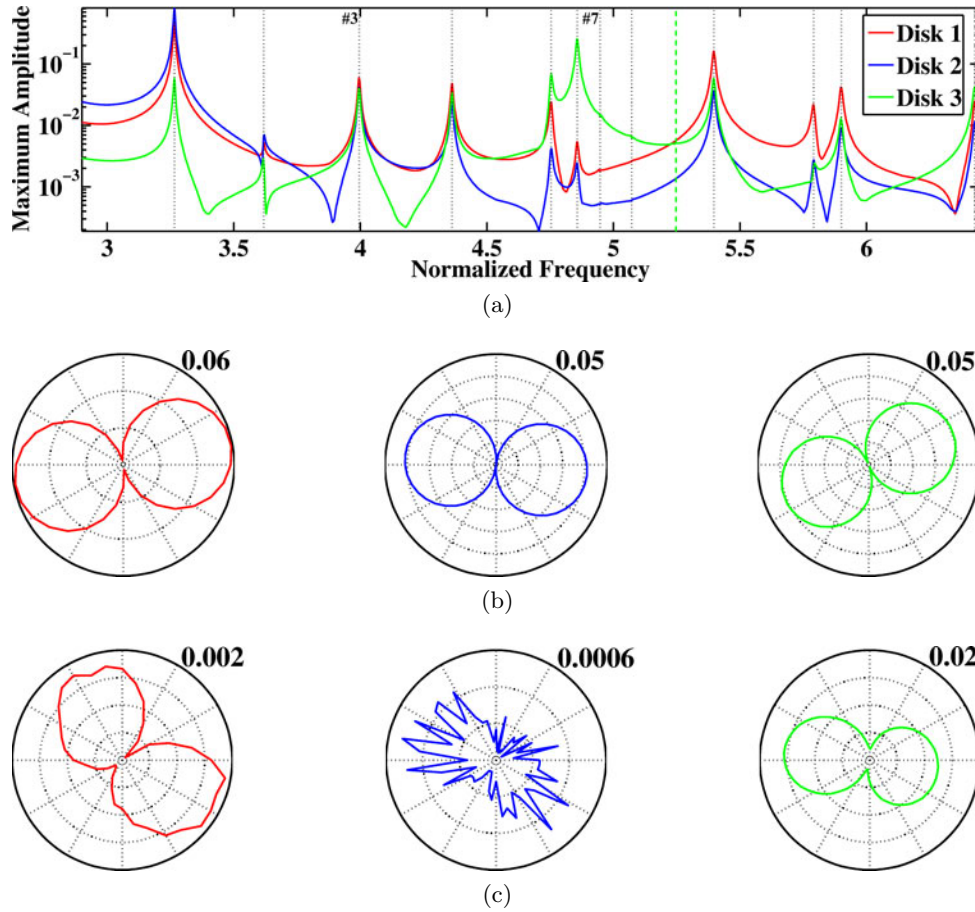 #3
#7
Maximum Amplitude
10⁻¹
10⁻²
10⁻³
Disk 1
Disk 2
Disk 3
3 3.5 4 4.5 5 5.5 6
Normalized Frequency
(a)
0.06 0.05 0.05
(b)
0.002 0.0006 0.02
(c)